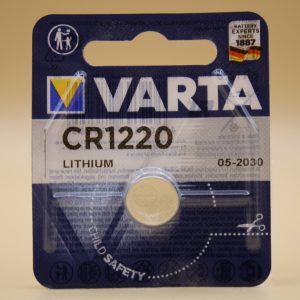 BATTERY
EXPERTS
SINCE
1887
VARTA
CR1220
LITHIUM
05-2030
CHILD SAFETY